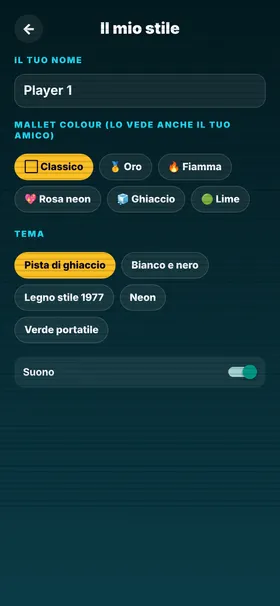 Il mio stile
IL TUO NOME
Player 1
MALLET COLOUR (LO VEDE ANCHE IL TUO
AMICO)
Classico
🥇 Oro
🔥 Fiamma
💖 Rosa neon
🧊 Ghiaccio
🟢 Lime
TEMA
Pista di ghiaccio
Bianco e nero
Legno stile 1977
Neon
Verde portatile
Suono